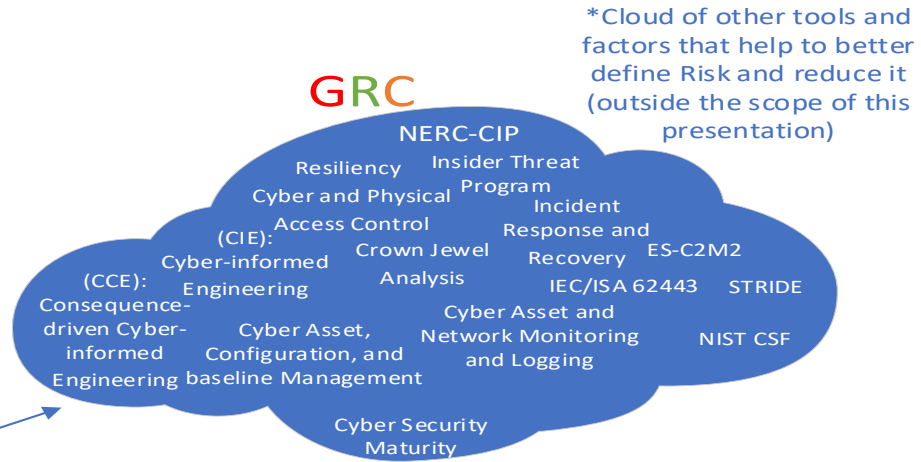 *Cloud of other tools and
factors that help to better
define Risk and reduce it
(outside the scope of this
presentation)
GRC
NERC-CIP
Resiliency
Insider Threat
Program
Cyber and Physical
Access Control
Incident
Response and
Recovery
(CIE):
Cyber-informed
Engineering
Crown Jewel
Analysis
ES-C2M2
IEC/ISA 62443
STRIDE
(CCE):
Consequence-
driven Cyber-
informed
Engineering
Cyber Asset,
Configuration, and
baseline Management
Cyber Asset and
Network Monitoring
and Logging
NIST CSF
Cyber Security
Maturity